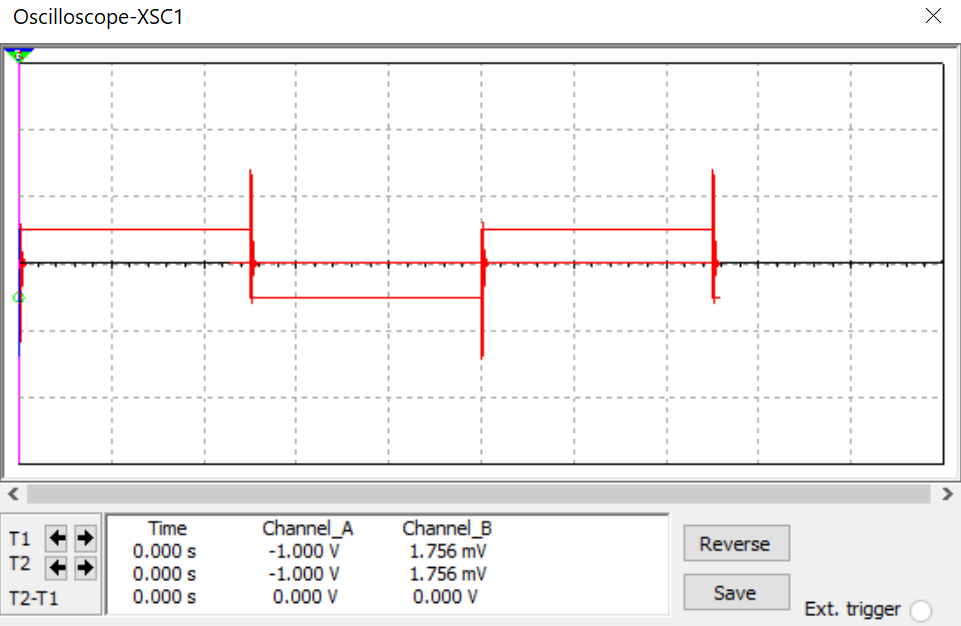 Oscilloscope-XSC1
T1
T2
T2-T1
Time Channel_A Channel_B
0.000 s -1.000 V 1.756 mV
0.000 s -1.000 V 1.756 mV
0.000 s 0.000 V 0.000 V
Reverse
Save
Ext. trigger